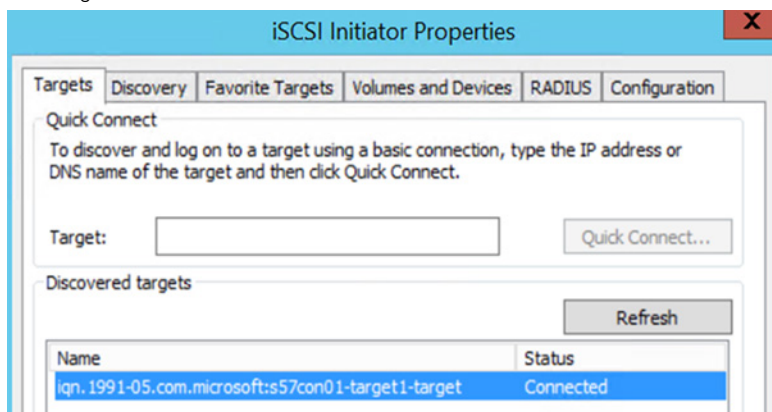 iSCSI Initiator Properties
X
Targets Discovery Favorite Targets Volumes and Devices RADIUS Configuration
Quick Connect
To discover and log on to a target using a basic connection, type the IP address or
DNS name of the target and then click Quick Connect.
Target: Quick Connect...
Discovered targets
Refresh
Name Status
iqn.1991-05.com.microsoft:s57con01-target1-target Connected